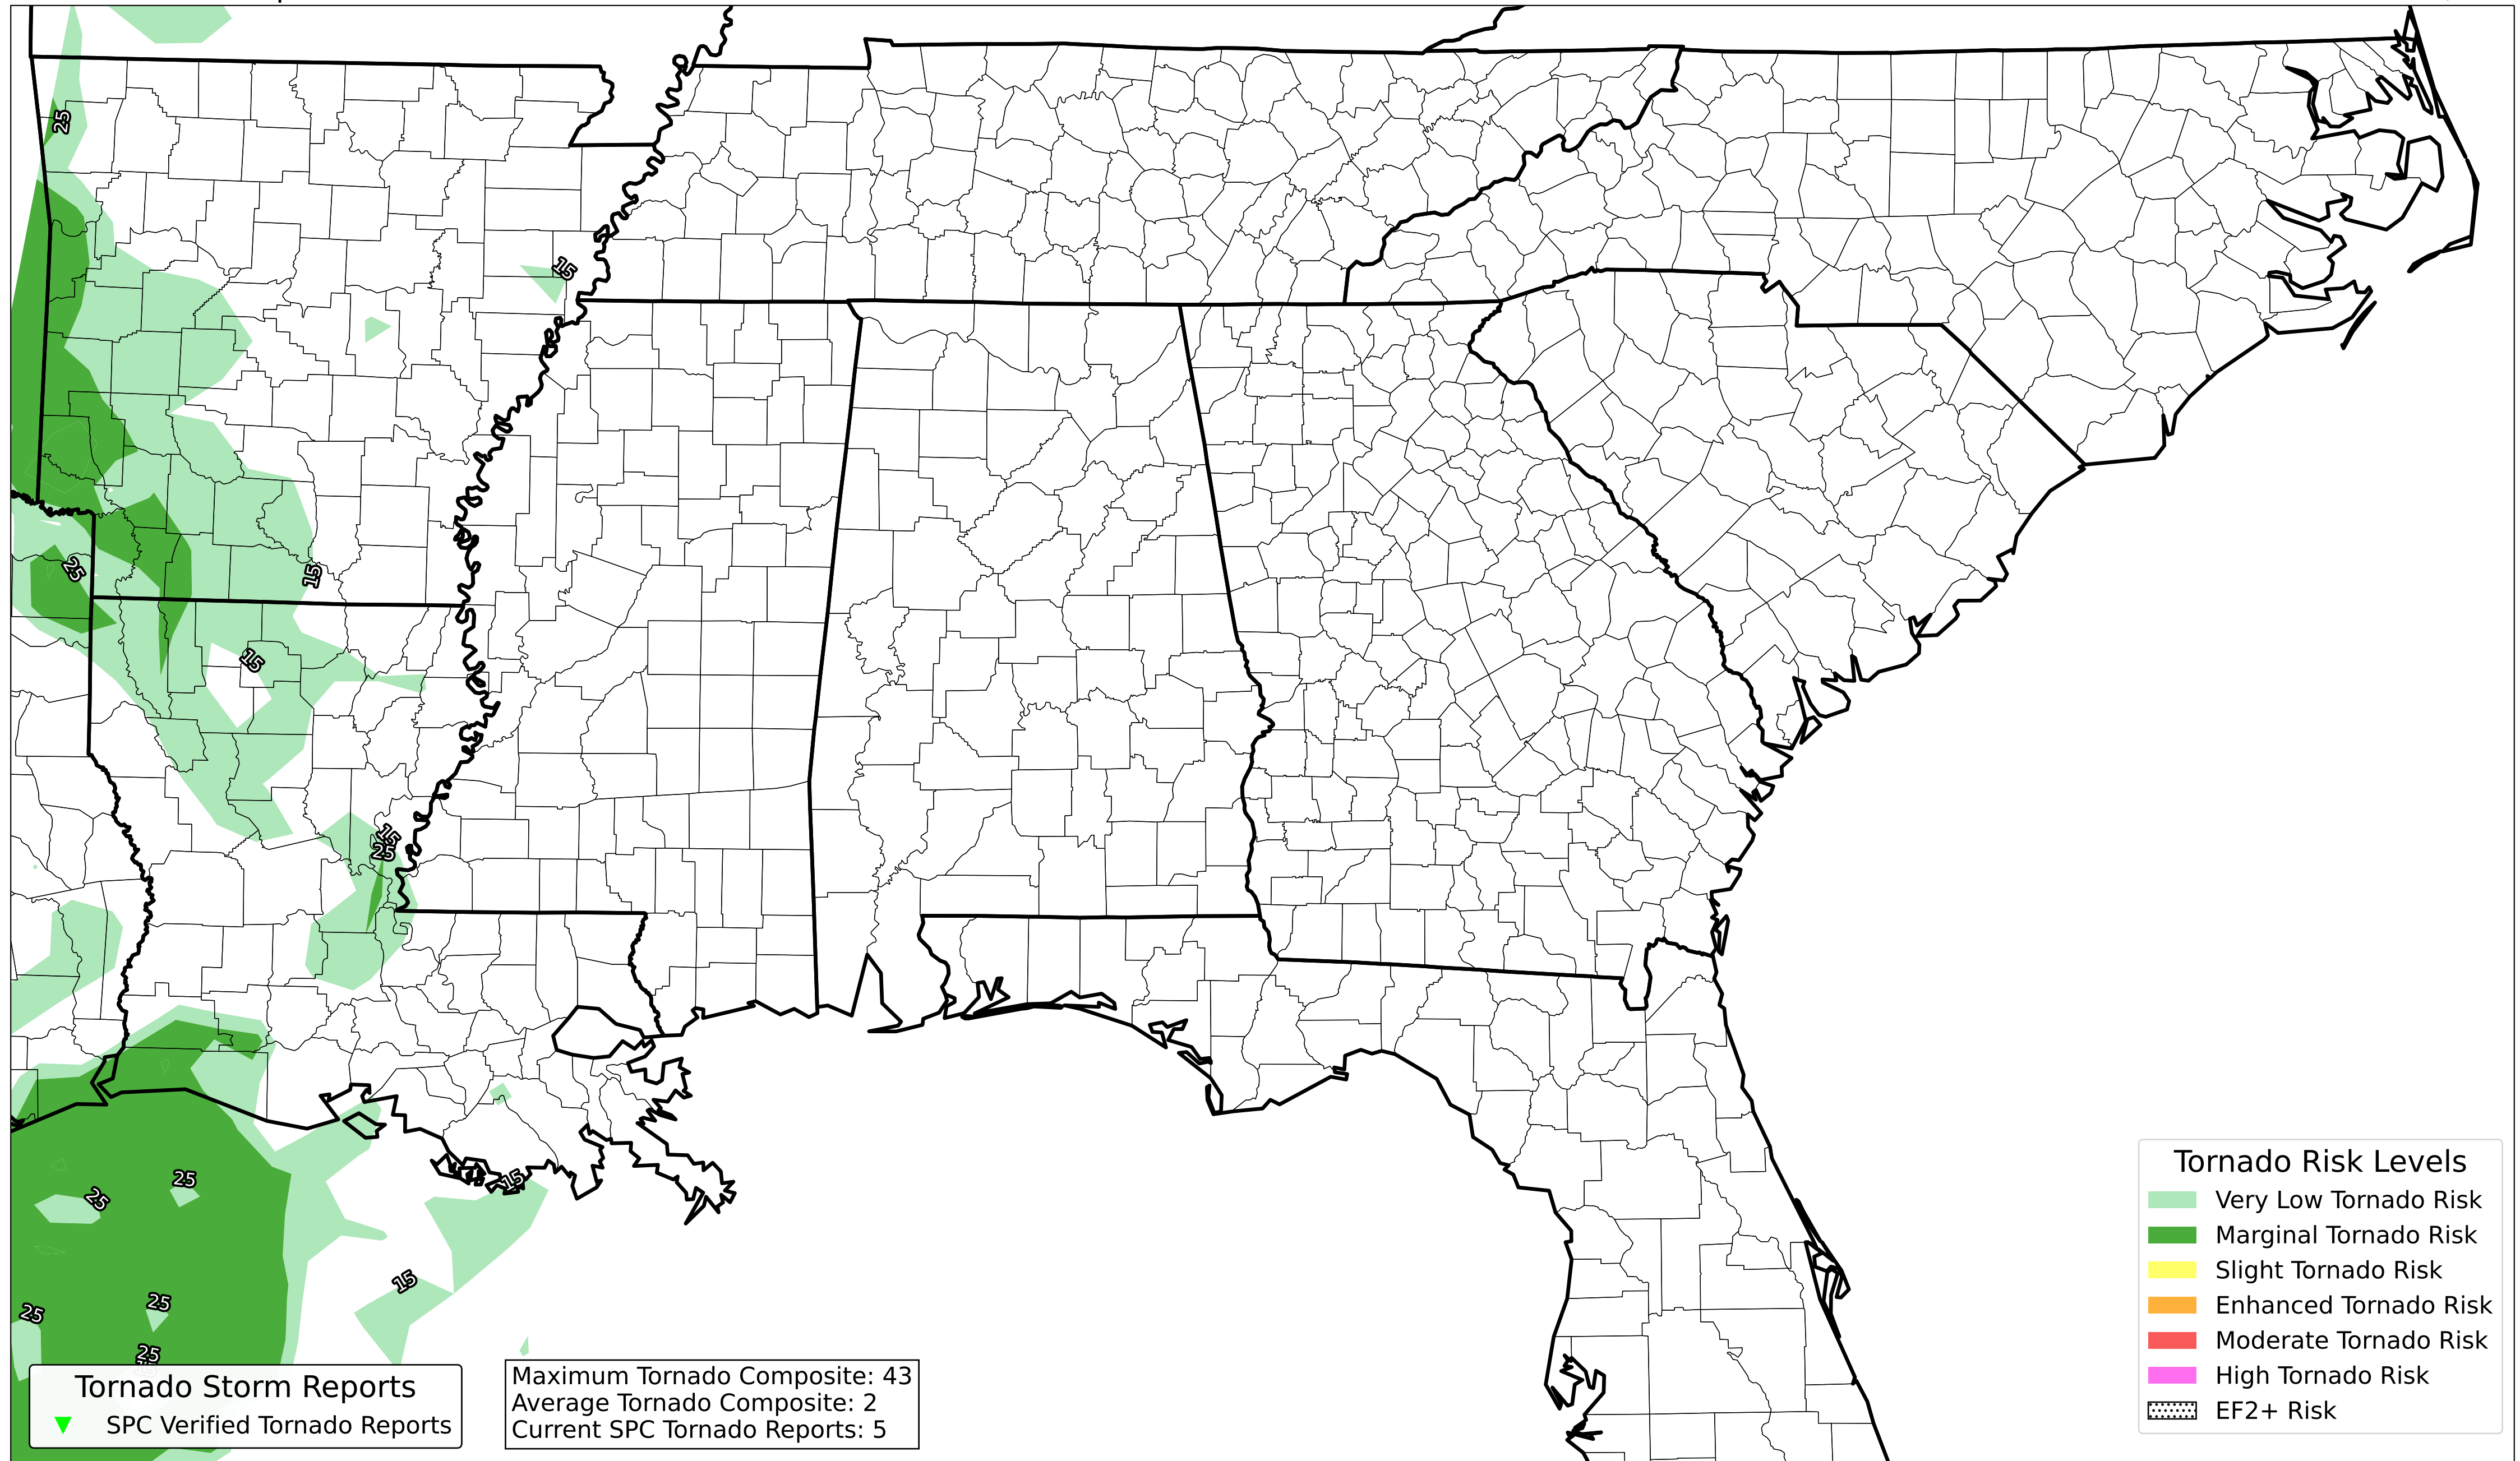 25
15
25
15
15
15
25
25
25
15
15
25
25
25
Tornado Risk Levels
Very Low Tornado Risk
Marginal Tornado Risk
Slight Tornado Risk
Enhanced Tornado Risk
Moderate Tornado Risk
High Tornado Risk
EF2+ Risk
Tornado Storm Reports
SPC Verified Tornado Reports
Maximum Tornado Composite: 43
Average Tornado Composite: 2
Current SPC Tornado Reports: 5